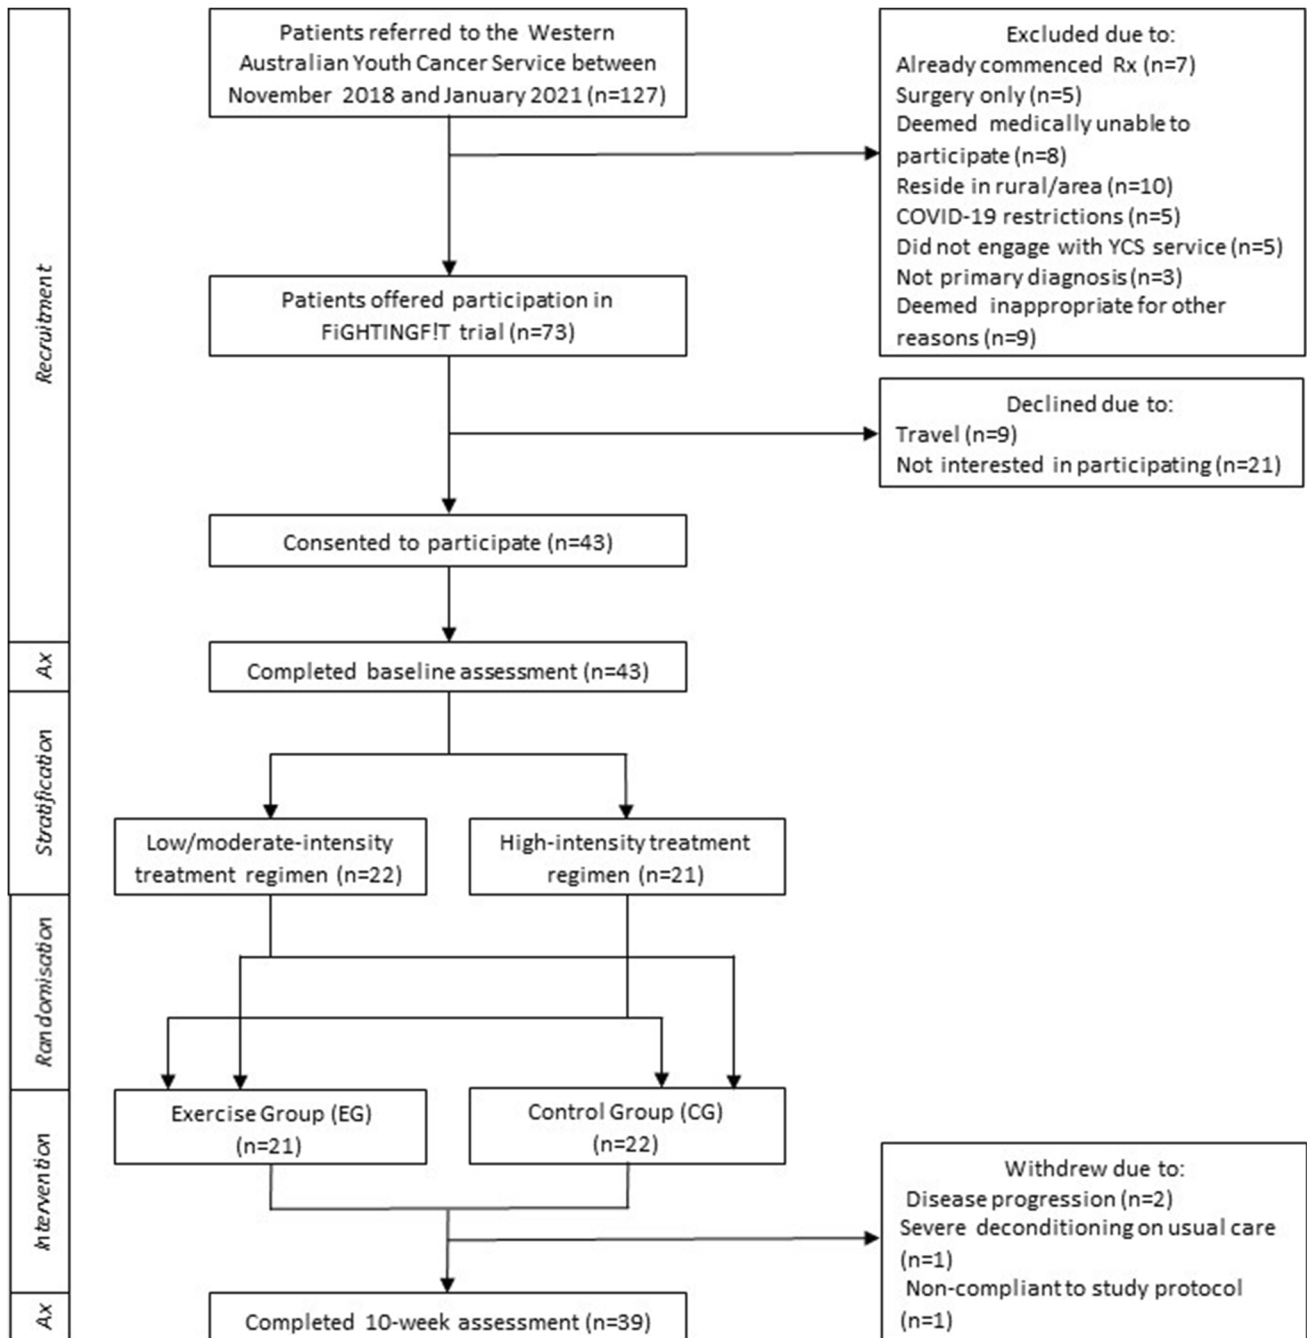 Patients referred to the Western
Australian Youth Cancer Service between
November 2018 and January 2021 (n=127)
Excluded due to:
Already commenced Rx (n=7)
Surgery only (n=5)
Deemed medically unable to
participate (n=8)
Reside in rural/area (n=10)
COVID-19 restrictions (n=5)
Did not engage with YCS service (n=5)
Not primary diagnosis (n=3)
Deemed inappropriate for other
reasons (n=9)
Recruitment
Patients offered participation in
FiGHTINGF!T trial (n=73)
Declined due to:
Travel (n=9)
Not interested in participating (n=21)
Consented to participate (n=43)
Ax
Completed baseline assessment (n=43)
Stratification
Low/moderate-intensity
treatment regimen (n=22)
High-intensity treatment
regimen (n=21)
Randomisation
Intervention
Exercise Group (EG)
(n=21)
Control Group (CG)
(n=22)
Withdrew due to:
Disease progression (n=2)
Severe deconditioning on usual care
(n=1)
Non-compliant to study protocol
(n=1)
Ax
Completed 10-week assessment (n=39)